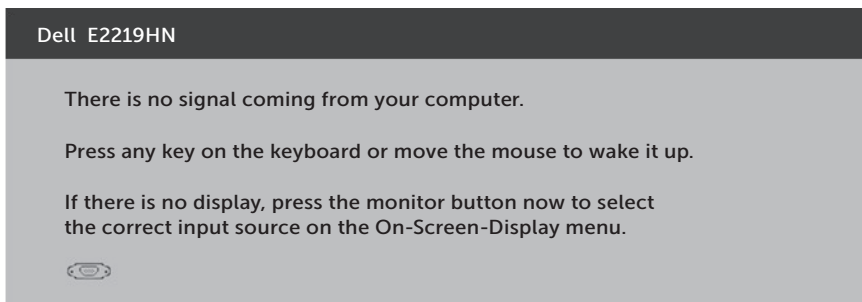 Dell E2219HN
There is no signal coming from your computer.
Press any key on the keyboard or move the mouse to wake it up.
If there is no display, press the monitor button now to select
the correct input source on the On-Screen-Display menu.